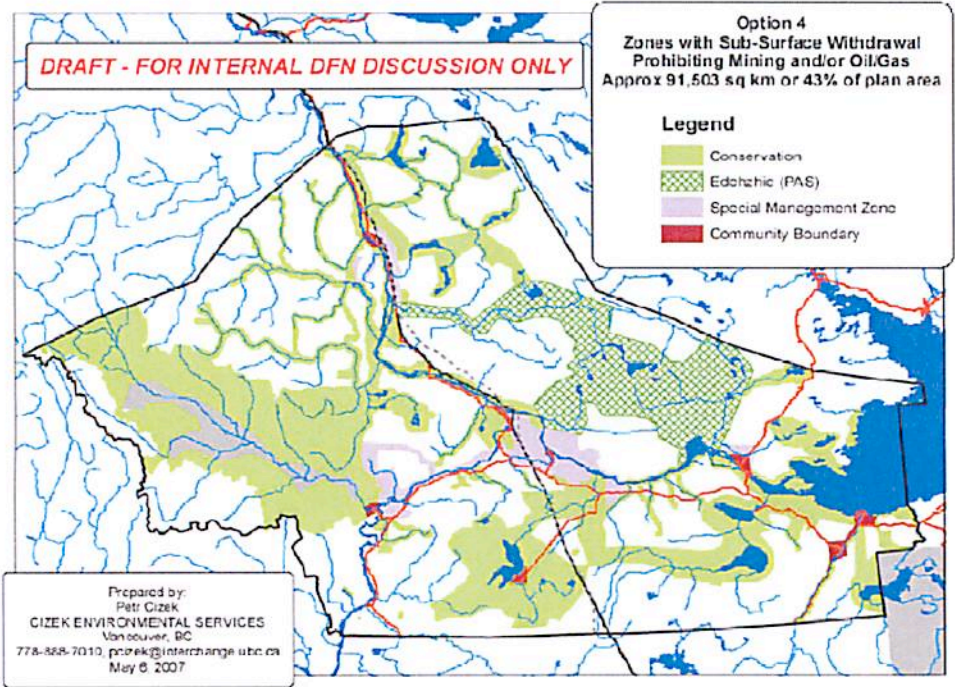 DRAFT - FOR INTERNAL DFN DISCUSSION ONLY
Option 4
Zones with Sub-Surface Withdrawal
Prohibiting Mining and/or Oil/Gas
Approx 91,503 sq km or 43% of plan area
Legend
Conservation
Edehzhie (PAS)
Special Management Zone
Community Boundary
Prepared by:
Petr Cizek
CIZEK ENVIRONMENTAL SERVICES
Vancouver, BC
778-888-7010, pcizek@interchange.ubc.ca
May 6, 2007